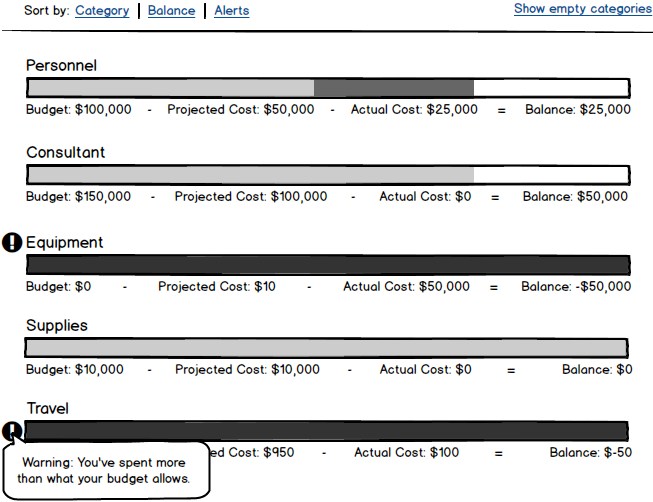 Sort by: Category | Balance | Alerts Show empty categories
Personnel
Budget: $100,000 - Projected Cost: $50,000 - Actual Cost: $25,000 = Balance: $25,000
Consultant
Budget: $150,000 - Projected Cost: $100,000 - Actual Cost: $0 = Balance: $50,000
Equipment
Budget: $0 - Projected Cost: $10 - Actual Cost: $50,000 = Balance: -$50,000
Supplies
Budget: $10,000 - Projected Cost: $10,000 - Actual Cost: $0 = Balance: $0
Travel
ed Cost: $950 - Actual Cost: $100 = Balance: $-50
Warning: You've spent more
than what your budget allows.